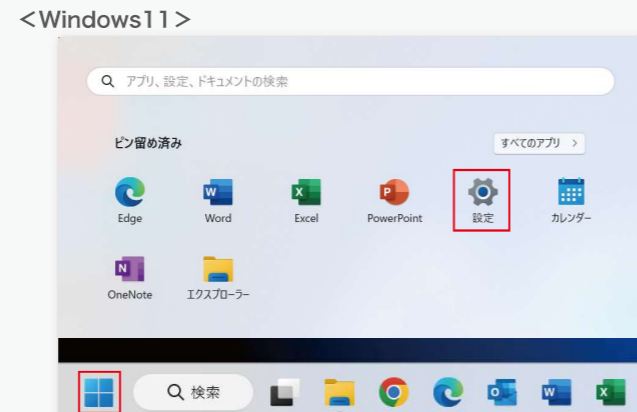 <Windows11>
アプリ、設定、ドキュメントの検索
ピン留め済み すべてのアプリ >
Edge Word Excel PowerPoint 設定 カレンダー
OneNote エクスプローラー
検索